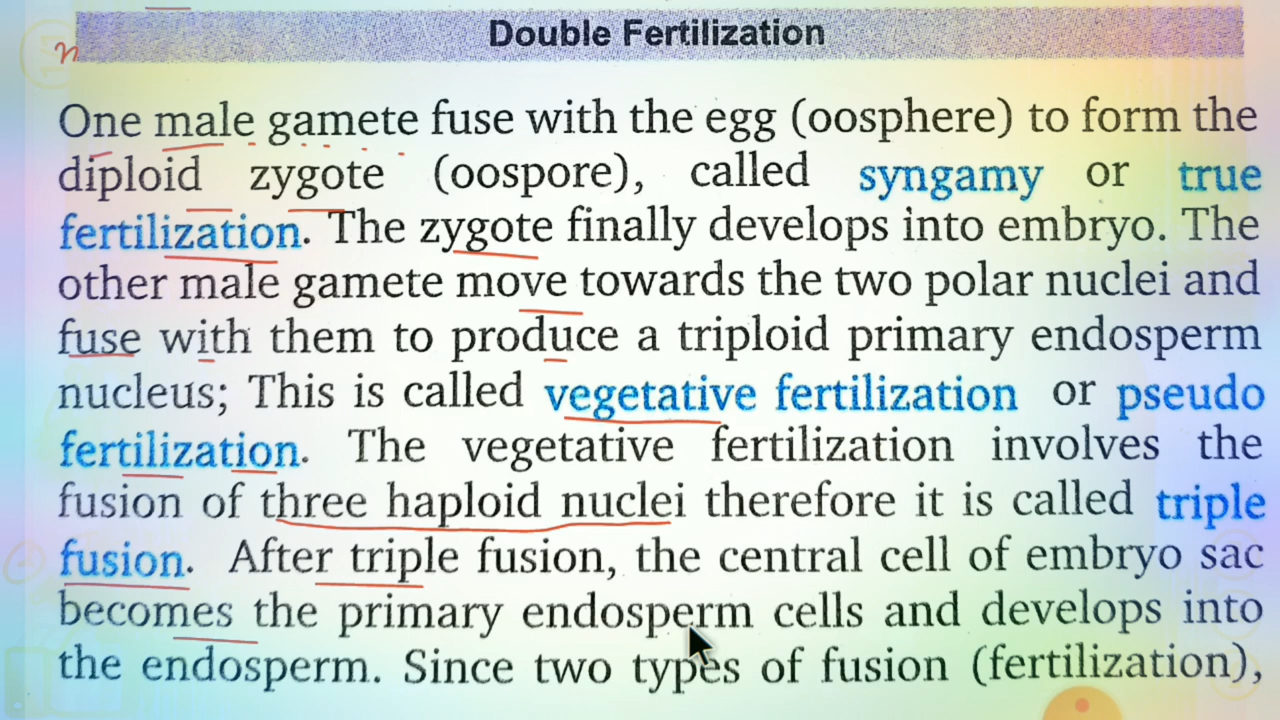 Double Fertilization
n
One male gamete fuse with the egg (oosphere) to form the
diploid zygote (oospore), called syngamy or true
fertilization. The zygote finally develops into embryo. The
other male gamete move towards the two polar nuclei and
fuse with them to produce a triploid primary endosperm
nucleus; This is called vegetative fertilization or pseudo
fertilization. The vegetative fertilization involves the
fusion of three haploid nuclei therefore it is called triple
fusion. After triple fusion, the central cell of embryo sac
becomes the primary endosperm cells and develops into
the endosperm. Since two types of fusion (fertilization),